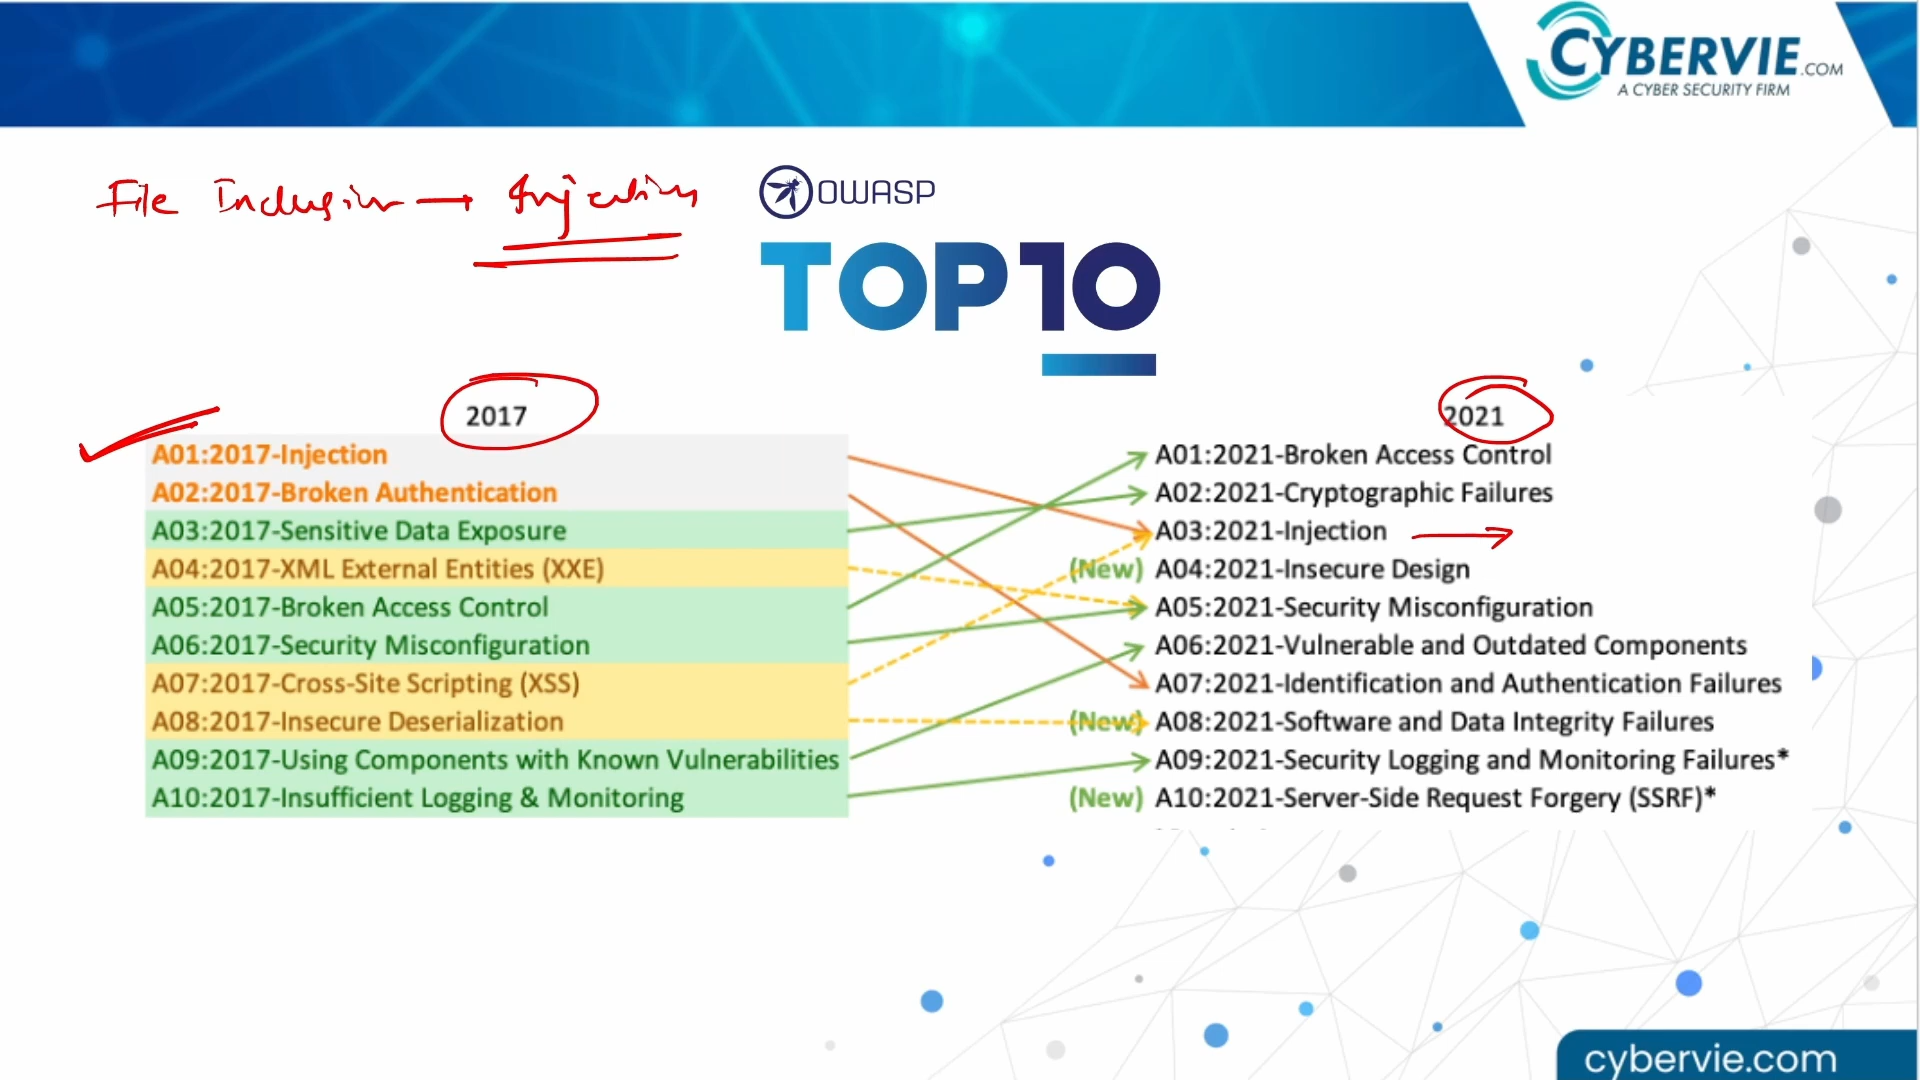 CYBERVIE.COM
A CYBER SECURITY FIRM
File Inclusion → Injection
OWASP
TOP10
2017
2021
A01:2017-Injection
A02:2017-Broken Authentication
A03:2017-Sensitive Data Exposure
A04:2017-XML External Entities (XXE)
A05:2017-Broken Access Control
A06:2017-Security Misconfiguration
A07:2017-Cross-Site Scripting (XSS)
A08:2017-Insecure Deserialization
A09:2017-Using Components with Known Vulnerabilities
A10:2017-Insufficient Logging & Monitoring
A01:2021-Broken Access Control
A02:2021-Cryptographic Failures
A03:2021-Injection
(New) A04:2021-Insecure Design
A05:2021-Security Misconfiguration
A06:2021-Vulnerable and Outdated Components
A07:2021-Identification and Authentication Failures
(New) A08:2021-Software and Data Integrity Failures
A09:2021-Security Logging and Monitoring Failures*
(New) A10:2021-Server-Side Request Forgery (SSRF)*
cybervie.com